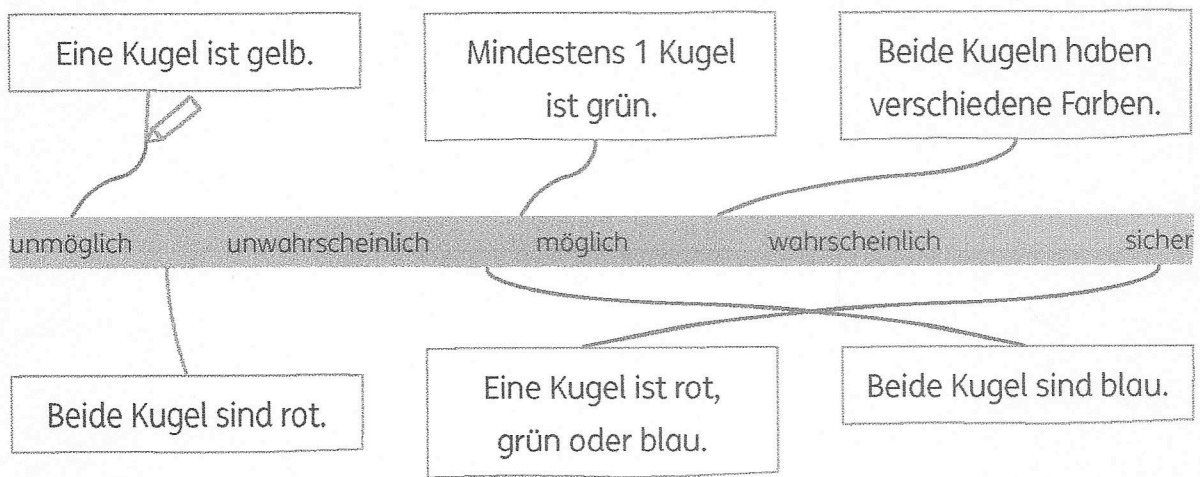 Eine Kugel ist gelb.
Mindestens 1 Kugel
ist grün.
Beide Kugeln haben
verschiedene Farben.
unmöglich unwahrscheinlich möglich wahrscheinlich sicher
Beide Kugel sind rot.
Eine Kugel ist rot,
grün oder blau.
Beide Kugel sind blau.